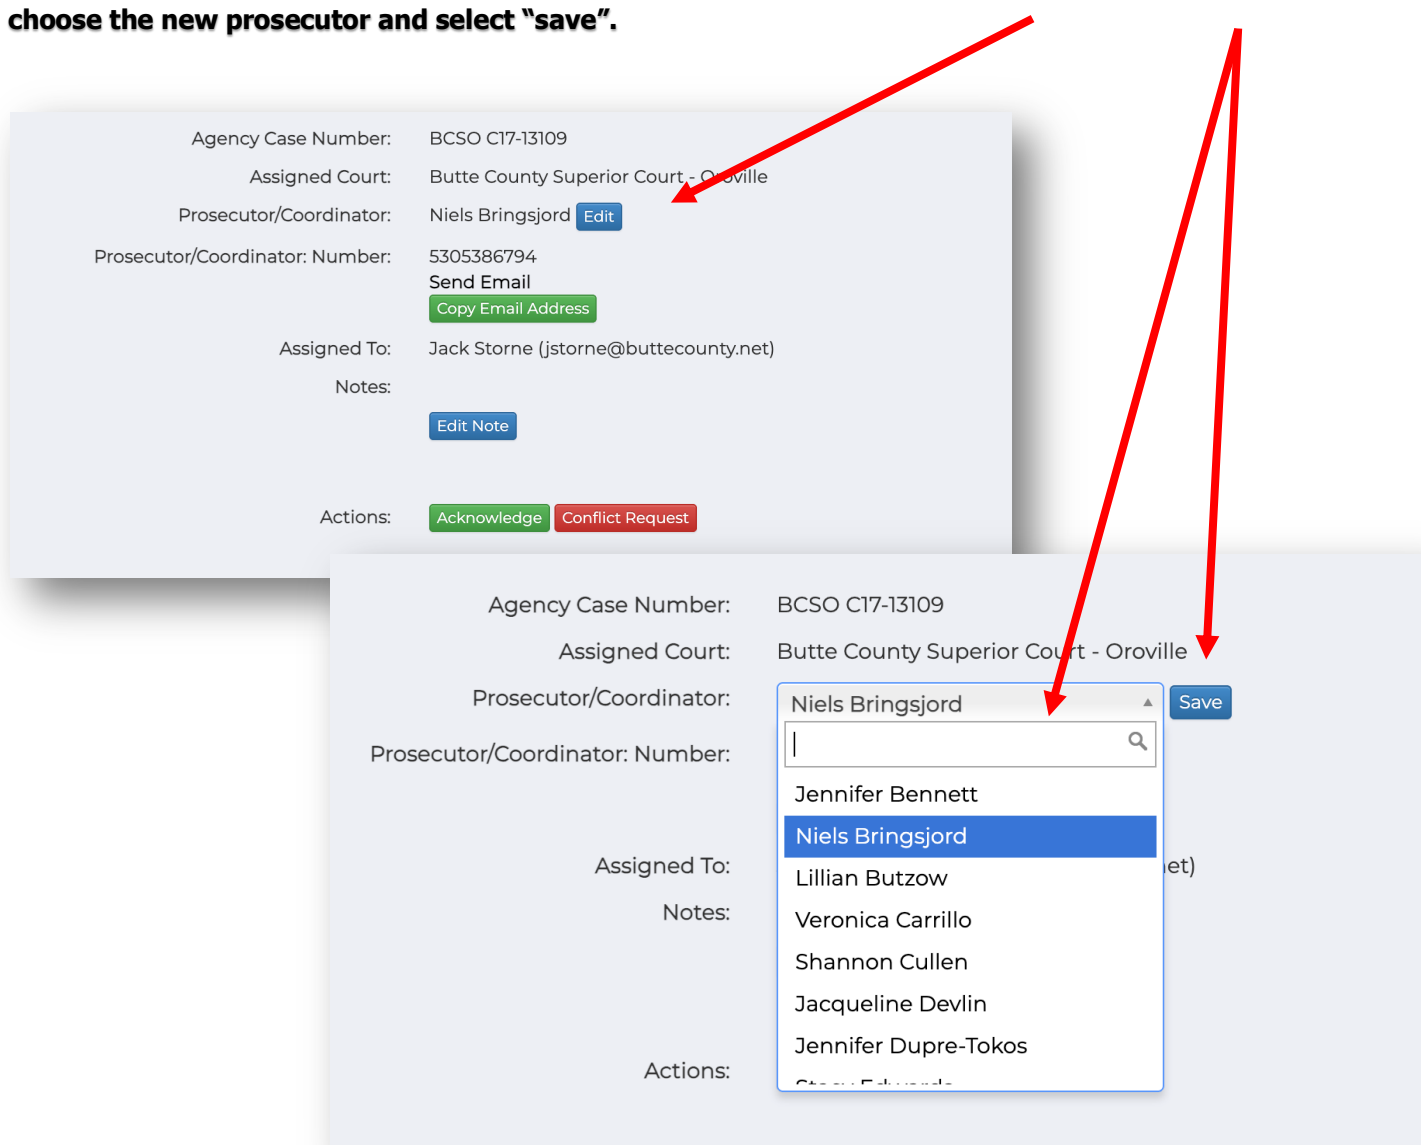 choose the new prosecutor and select “save”.
Agency Case Number: BCSO C17-13109
Assigned Court: Butte County Superior Court - Oroville
Prosecutor/Coordinator: Niels Bringsjord Edit
Prosecutor/Coordinator: Number: 5305386794
Send Email
Copy Email Address
Assigned To: Jack Storne (jstorne@buttecounty.net)
Notes:
Edit Note
Actions: Acknowledge Conflict Request
Agency Case Number: BCSO C17-13109
Assigned Court: Butte County Superior Court - Oroville
Prosecutor/Coordinator: Niels Bringsjord Save
Prosecutor/Coordinator: Number:
Jennifer Bennett
Niels Bringsjord
Assigned To: et)
Lillian Butzow
Notes:
Veronica Carrillo
Shannon Cullen
Jacqueline Devlin
Jennifer Dupre-Tokos
Actions: